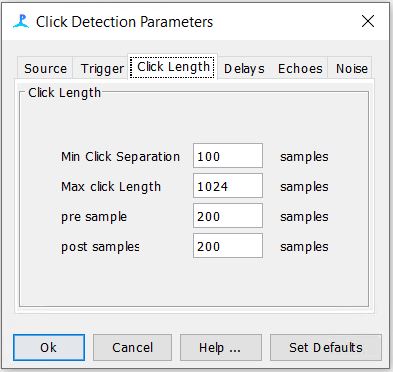 Click Detection Parameters
Source Trigger Click Length Delays Echoes Noise
Click Length
Min Click Separation 100 samples
Max click Length 1024 samples
pre sample 200 samples
post samples 200 samples
Ok Cancel Help ... Set Defaults